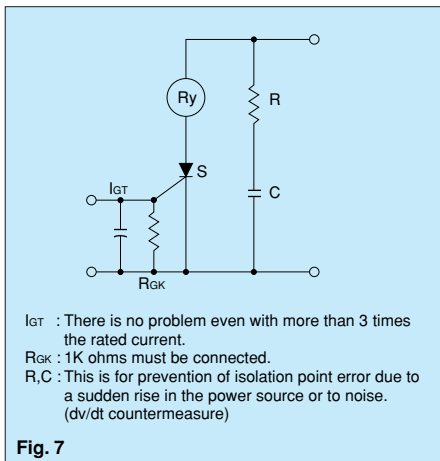 Ry
R
S
IGT
C
RGK
IGT : There is no problem even with more than 3 times
the rated current.
RGK : 1K ohms must be connected.
R,C : This is for prevention of isolation point error due to
a sudden rise in the power source or to noise.
(dv/dt countermeasure)
Fig. 7